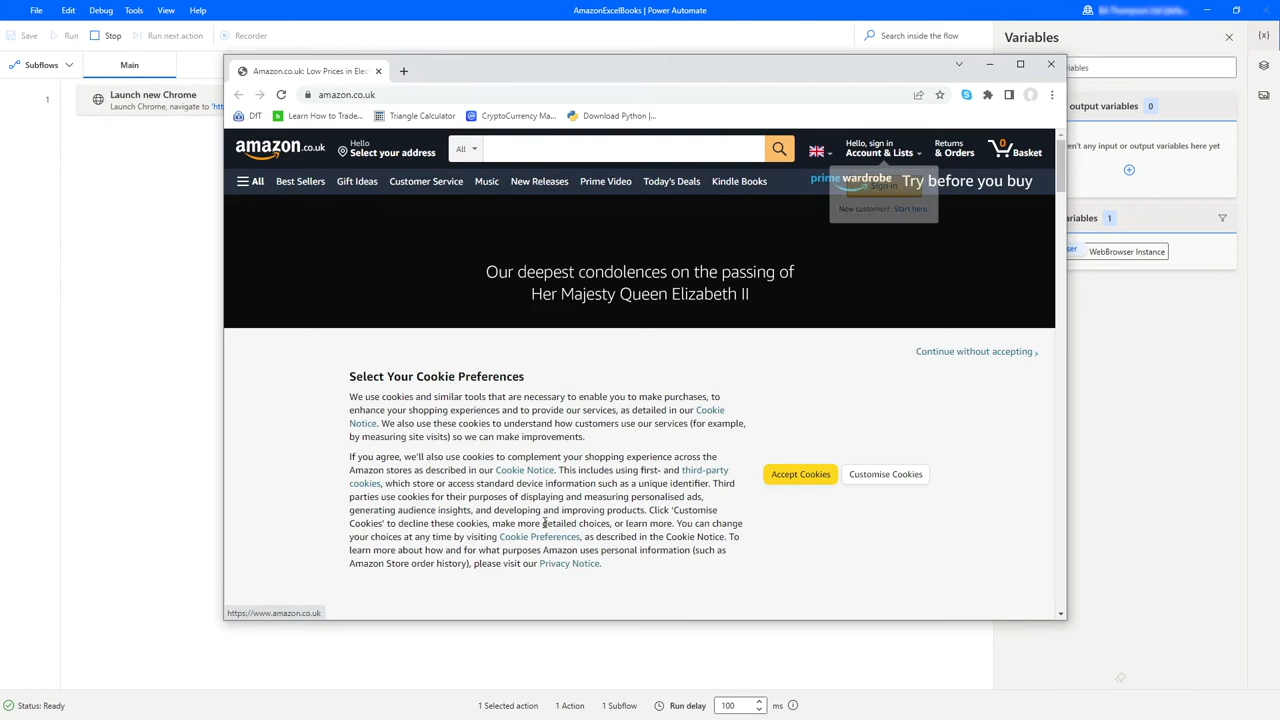 File Edit Debug Tools View Help
AmazonExcelBooks | Power Automate
Save Run Stop Run next action Recorder
Search inside the flow
Variables
Subflows
Main
1
Launch new Chrome
Launch Chrome, navigate to
Amazon.co.uk: Low Prices in Elec
amazon.co.uk
DfT Learn How to Trade... Triangle Calculator CryptoCurrency Ma... Download Python |...
amazon.co.uk
Hello
Select your address
All
Hello, sign in
Account & Lists
Returns
& Orders
0
Basket
All Best Sellers Gift Ideas Customer Service Music New Releases Prime Video Today's Deals Kindle Books
prime wardrobe Try before you buy
Sign in
New customer? Start here
Our deepest condolences on the passing of
Her Majesty Queen Elizabeth II
Continue without accepting
Select Your Cookie Preferences
We use cookies and similar tools that are necessary to enable you to make purchases, to
enhance your shopping experiences and to provide our services, as detailed in our Cookie
Notice. We also use these cookies to understand how customers use our services (for example,
by measuring site visits) so we can make improvements.
If you agree, we'll also use cookies to complement your shopping experience across the
Amazon stores as described in our Cookie Notice. This includes using first- and third-party
cookies, which store or access standard device information such as a unique identifier. Third
parties use cookies for their purposes of displaying and measuring personalised ads,
generating audience insights, and developing and improving products. Click ‘Customise
Cookies’ to decline these cookies, make more detailed choices, or learn more. You can change
your choices at any time by visiting Cookie Preferences, as described in the Cookie Notice. To
learn more about how and for what purposes Amazon uses personal information (such as
Amazon Store order history), please visit our Privacy Notice.
Accept Cookies Customise Cookies
https://www.amazon.co.uk
ariables
output variables 0
en't any input or output variables here yet
ariables 1
ser WebBrowser Instance
Status: Ready
1 Selected action 1 Action 1 Subflow Run delay 100 ms